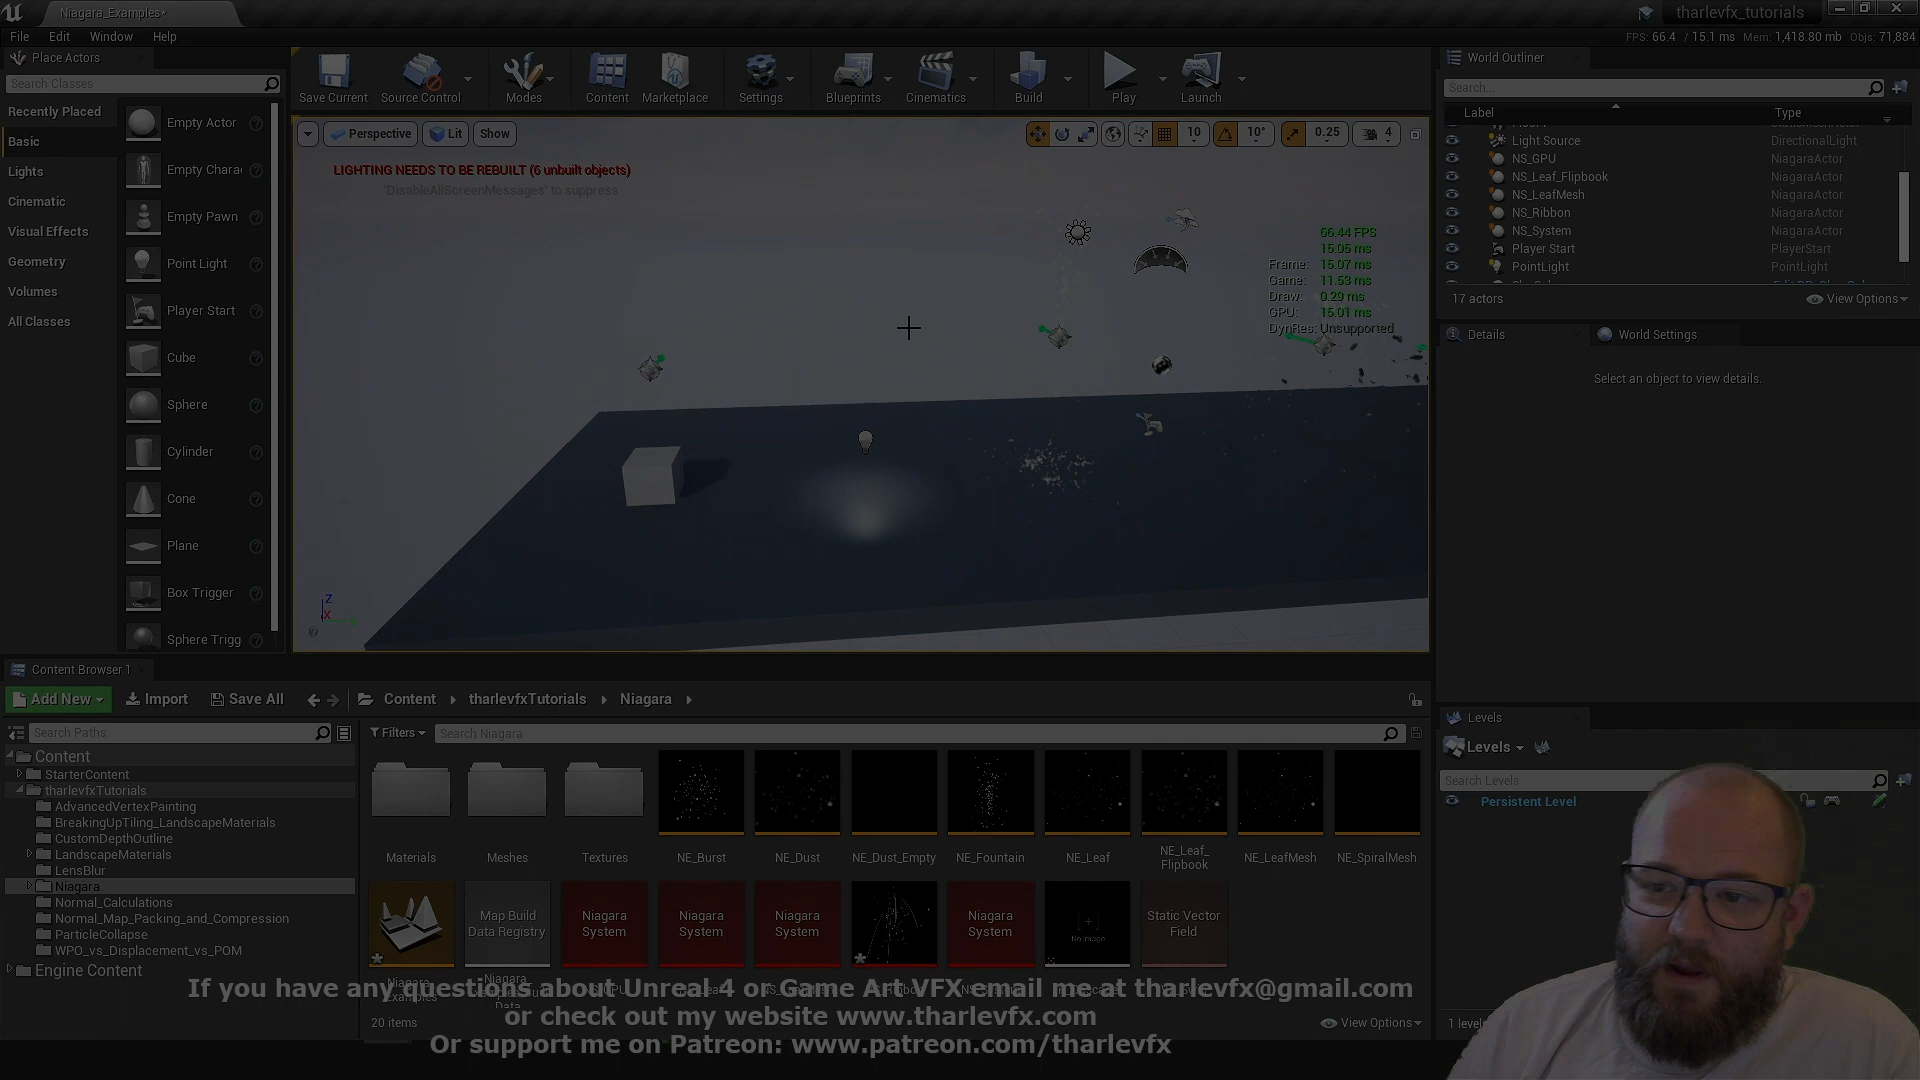 Niagara_Examples*
tharlevfx_tutorials
File Edit Window Help
FPS: 66.4 / 15.1 ms Mem: 1,418.80 mb Objs: 71,884
Place Actors
Search Classes
Recently Placed
Basic
Lights
Cinematic
Visual Effects
Geometry
Volumes
All Classes
Empty Actor
Empty Chara
Empty Pawn
Point Light
Player Start
Cube
Sphere
Cylinder
Cone
Plane
Box Trigger
Sphere Trigg
Save Current
Source Control
Modes
Content
Marketplace
Settings
Blueprints
Cinematics
Build
Play
Launch
Perspective Lit Show
10 10° 0.25 4
LIGHTING NEEDS TO BE REBUILT (6 unbuilt objects)
'DisableAllScreenMessages' to suppress
66.44 FPS
15.05 ms
Frame: 15.07 ms
Game: 11.53 ms
Draw: 0.29 ms
GPU: 15.01 ms
DynRes: Unsupported
Z
X
World Outliner
Search...
Label Type
Light Source DirectionalLight
NS_GPU NiagaraActor
NS_Leaf_Flipbook NiagaraActor
NS_LeafMesh NiagaraActor
NS_Ribbon NiagaraActor
NS_System NiagaraActor
Player Start PlayerStart
PointLight PointLight
17 actors View Options
Details World Settings
Select an object to view details.
Content Browser 1
Add New Import Save All Content tharlevfxTutorials Niagara
Search Paths
Filters Search Niagara
Content
StarterContent
tharlevfxTutorials
AdvancedVertexPainting
BreakingUpTiling_LandscapeMaterials
CustomDepthOutline
LandscapeMaterials
LensBlur
Niagara
Normal_Calculations
Normal_Map_Packing_and_Compression
ParticleCollapse
WPO_vs_Displacement_vs_POM
Engine Content
Materials
Meshes
Textures
NE_Burst
NE_Dust
NE_Dust_Empty
NE_Fountain
NE_Leaf
NE_Leaf_
Flipbook
NE_LeafMesh
NE_SpiralMesh
Map Build
Data Registry
Niagara
System
Niagara
System
Niagara
System
Niagara
System
No Image
Static Vector
Field
20 items
View Options
Levels
Levels
Search Levels
Persistent Level
If you have any questions about Unreal 4 or Game Art/VFX email me at tharlevfx@gmail.com
or check out my website www.tharlevfx.com
Or support me on Patreon: www.patreon.com/tharlevfx